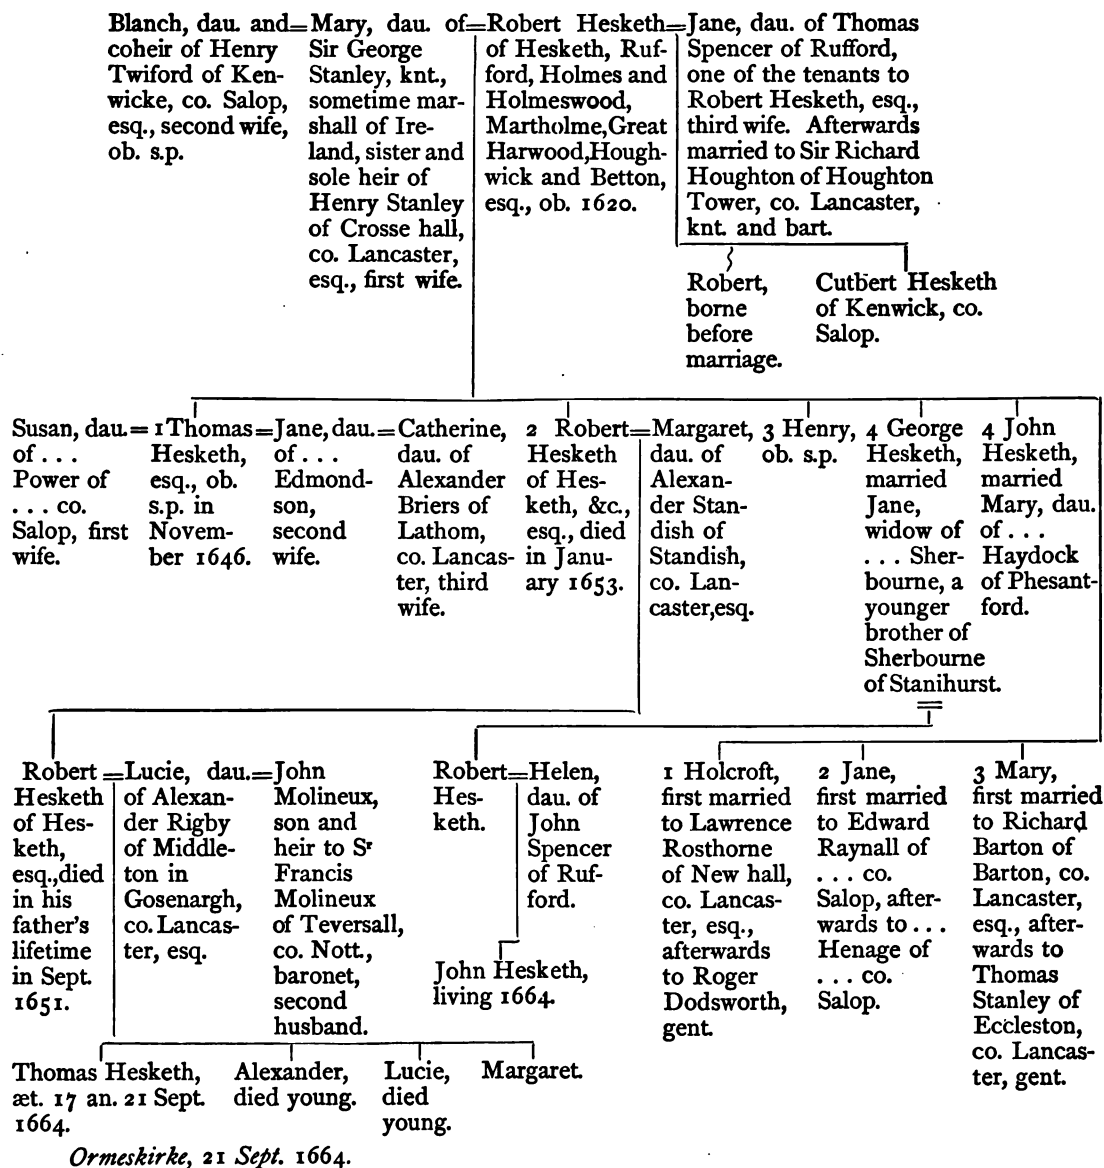 Blanch, dau. and=
coheir of Henry
Twiford of Ken-
wicke, co. Salop,
esq., second wife,
ob. s.p.
Mary, dau. of=
Sir George
Stanley, knt.,
sometime mar-
shall of Ire-
land, sister and
sole heir of
Henry Stanley
of Crosse hall,
co. Lancaster,
esq., first wife.
Robert Hesketh=
of Hesketh, Ruf-
ford, Holmes and
Holmeswood,
Martholme, Great
Harwood, Hough-
wick and Betton,
esq., ob. 1620.
Jane, dau. of Thomas
Spencer of Rufford,
one of the tenants to
Robert Hesketh, esq.,
third wife. Afterwards
married to Sir Richard
Houghton of Houghton
Tower, co. Lancaster,
knt. and bart.
Robert,
borne
before
marriage.
Cutbert Hesketh
of Kenwick, co.
Salop.
Susan, dau.=
of . . .
Power of
. . . co.
Salop, first
wife.
1 Thomas=
Hesketh,
esq., ob.
s.p. in
Novem-
ber 1646.
Jane, dau.=
of . . .
Edmond-
son,
second
wife.
Catherine,
dau. of
Alexander
Briers of
Lathom,
co. Lancas-
ter, third
wife.
2 Robert=
Hesketh
of Hes-
keth, &c.,
esq., died
in Janu-
ary 1653.
Margaret,
dau. of
Alexan-
der Stan-
dish of
Standish,
co. Lan-
caster, esq.
3 Henry,
ob. s.p.
4 George
Hesketh,
married
Jane,
widow of
. . . Sher-
bourne, a
younger
brother of
Sherbourne
of Stanihurst.
4 John
Hesketh,
married
Mary, dau.
of . . .
Haydock
of Phesant-
ford.
Robert=
Hesketh
of Hes-
keth,
esq., died
in his
father's
lifetime
in Sept.
1651.
Lucie, dau.=
of Alexan-
der Rigby
of Middle-
ton in
Gosenargh,
co. Lancas-
ter, esq.
John
Molineux,
son and
heir to Sr
Francis
Molineux
of Teversall,
co. Nott.,
baronet,
second
husband.
Robert=
Hes-
keth.
Helen,
dau. of
John
Spencer
of Ruf-
ford.
John Hesketh,
living 1664.
1 Holcroft,
first married
to Lawrence
Rosthorne
of New hall,
co. Lancas-
ter, esq.,
afterwards
to Roger
Dodsworth,
gent.
2 Jane,
first married
to Edward
Raynall of
. . . co.
Salop, after-
wards to . . .
Henage of
. . . co.
Salop.
3 Mary,
first married
to Richard
Barton of
Barton, co.
Lancaster,
esq., after-
wards to
Thomas
Stanley of
Eccleston,
co. Lancas-
ter, gent.
Thomas Hesketh,
æt. 17 an. 21 Sept.
1664.
Alexander,
died young.
Lucie,
died
young.
Margaret.
Ormeskirke, 21 Sept. 1664.